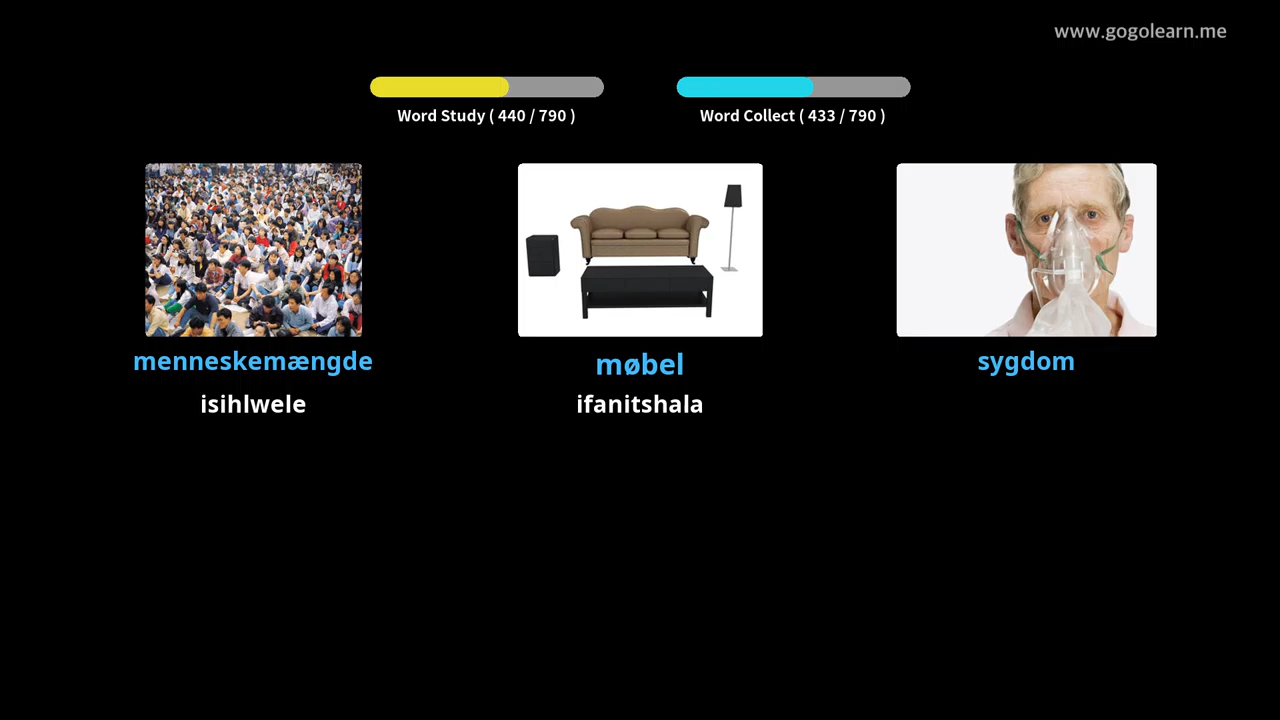 www.gogolearn.me
Word Study ( 440 / 790 )
Word Collect ( 433 / 790 )
menneskemængde
møbel
sygdom
isihlwele
ifanitshala